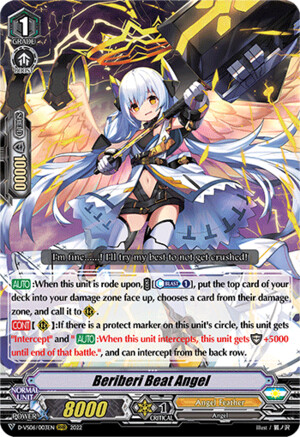 1
GRADE
BOOST
SHIELD 10000
I'm fine......! I'll try my best to not get crushed!
AUTO :When this unit is rode upon, [COUNTER BLAST 1], put the top card of your
deck into your damage zone face up, chooses a card from their damage
zone, and call it to R.
CONT [R]:If there is a protect marker on this unit's circle, this unit gets
"Intercept" and " AUTO :When this unit intercepts, this unit gets +5000
until end of that battle.", and can intercept from the back row.
Beriberi Beat Angel
NORMAL UNIT
Angel Feather
Angel
POWER 8000
1
CRITICAL
D-VS06/003EN RRR 2022